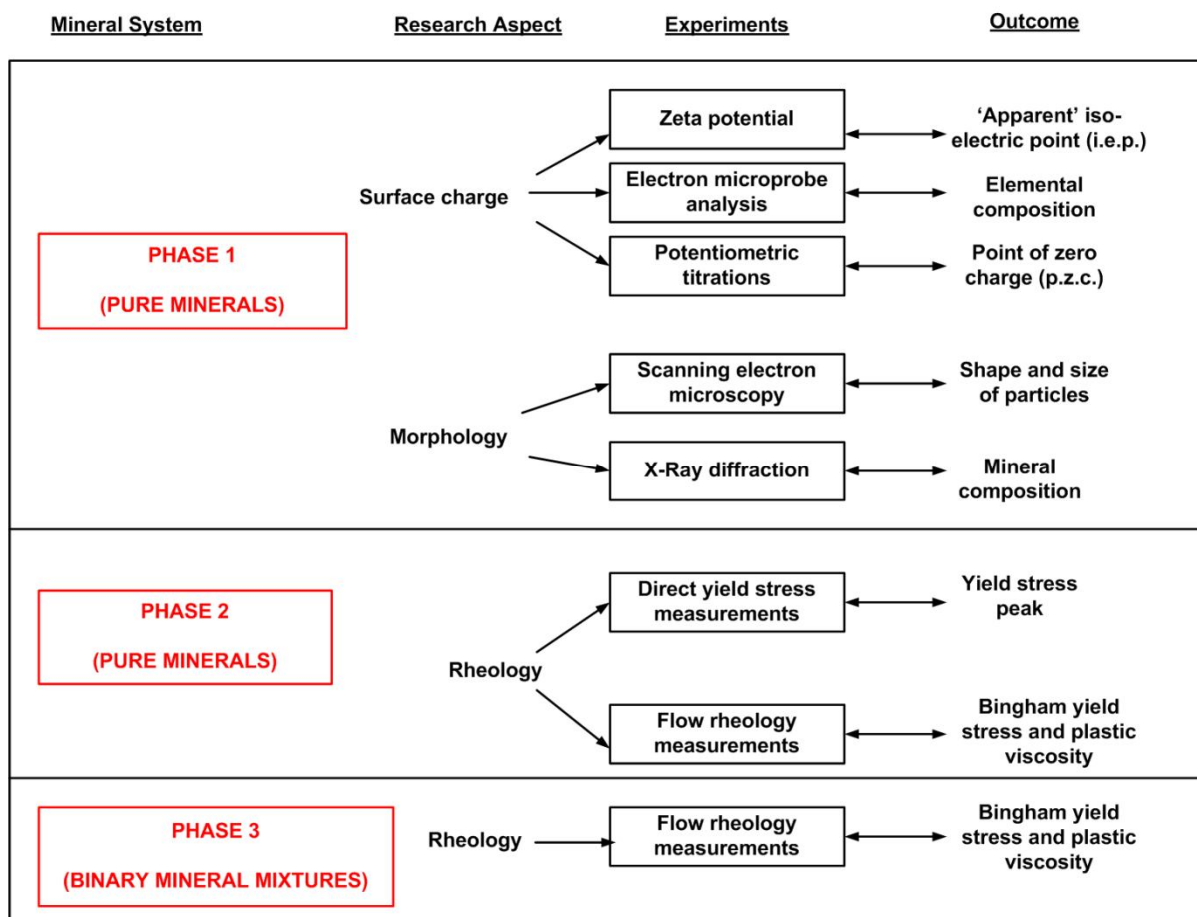 Mineral System
Research Aspect
Experiments
Outcome
PHASE 1
(PURE MINERALS)
Surface charge
Zeta potential
‘Apparent’ iso-
electric point (i.e.p.)
Electron microprobe
analysis
Elemental
composition
Potentiometric
titrations
Point of zero
charge (p.z.c.)
Morphology
Scanning electron
microscopy
Shape and size
of particles
X-Ray diffraction
Mineral
composition
PHASE 2
(PURE MINERALS)
Rheology
Direct yield stress
measurements
Yield stress
peak
Flow rheology
measurements
Bingham yield
stress and plastic
viscosity
PHASE 3
(BINARY MINERAL MIXTURES)
Rheology
Flow rheology
measurements
Bingham yield
stress and plastic
viscosity